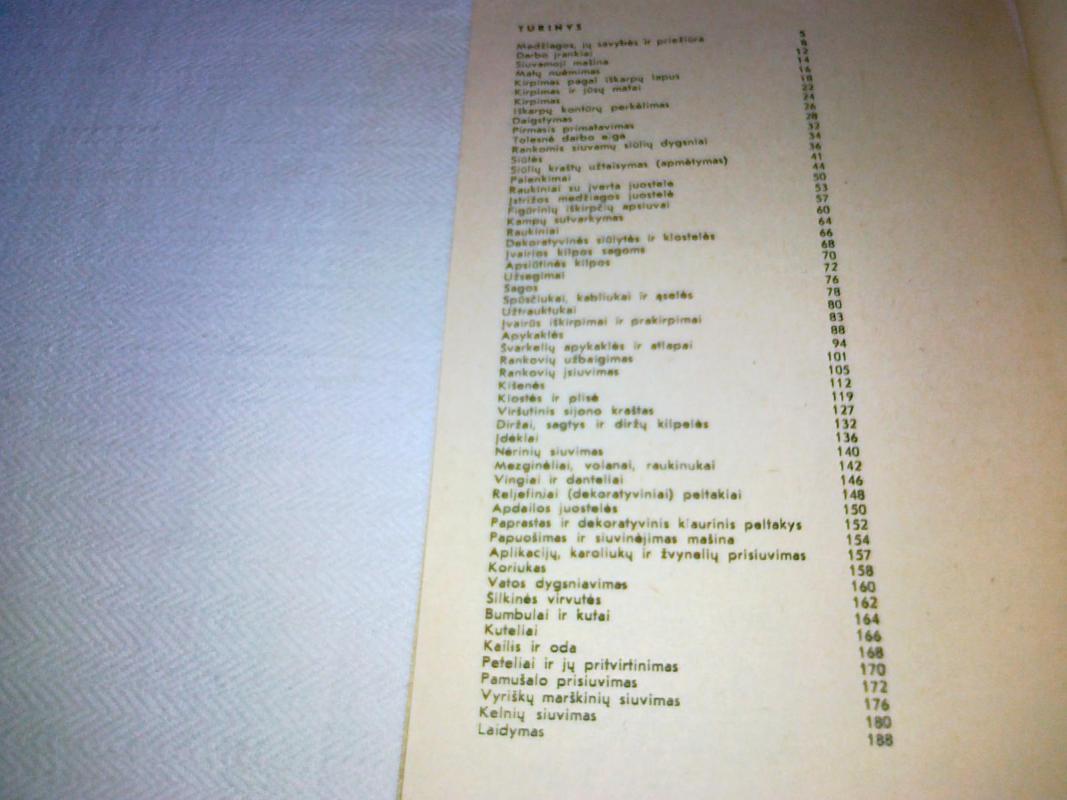 TURINYS
Medžiagos, jų savybės ir priežiūra 5
Darbo įrankiai 8
Siuvamoji mašina 12
Matų nuėmimas 14
Kirpimas pagal iškarpų lapus 16
Kirpimas ir jūsų matai 18
Kirpimas 22
Iškarpų kontūrų perkėlimas 24
Daigstymas 26
Pirmasis primatavimas 28
Tolesnė darbo eiga 32
Rankomis siuvamų siūlių dygsniai 34
Siūlės 36
Siūlių kraštų užtaisymas (apmėtymas) 41
Palenkimai 44
Raukiniai su įverta juostele 50
Įstrižos medžiagos juostelė 53
Figūrinių iškirpčių apsiuvai 57
Kampų sutvarkymas 60
Raukiniai 64
Dekoratyvinės siūlytės ir klostelės 66
Įvairios kilpos sagoms 68
Apsiūtinės kilpos 70
Užsegimai 72
Sagos 76
Spūsčiukai, kabliukai ir ąselės 78
Užtrauktukai 80
Įvairūs iškirpimai ir prakirpimai 83
Apykaklės 88
Švarkelių apykaklės ir atlapai 94
Rankovių užbaigimas 101
Rankovių įsiuvimas 105
Kišenės 112
Klostės ir plisė 119
Viršutinis sijono kraštas 127
Diržai, sagtys ir diržų kilpelės 132
Įdėklai 136
Nėrinių siuvimas 140
Mezginėliai, volanai, raukinukai 142
Vingiai ir danteliai 146
Reljefiniai (dekoratyviniai) peltakiai 148
Apdailos juostelės 150
Paprastas ir dekoratyvinis kiaurinis peltakys 152
Papuošimas ir siuvinėjimas mašina 154
Aplikacijų, karoliukų ir žvynelių prisiuvimas 157
Koriukas 158
Vatos dygsniavimas 160
Šilkinės virvutės 162
Bumbulai ir kutai 164
Kuteliai 166
Kailis ir oda 168
Peteliai ir jų pritvirtinimas 170
Pamušalo prisiuvimas 172
Vyriškų marškinių siuvimas 176
Kelnių siuvimas 180
Laidymas 188